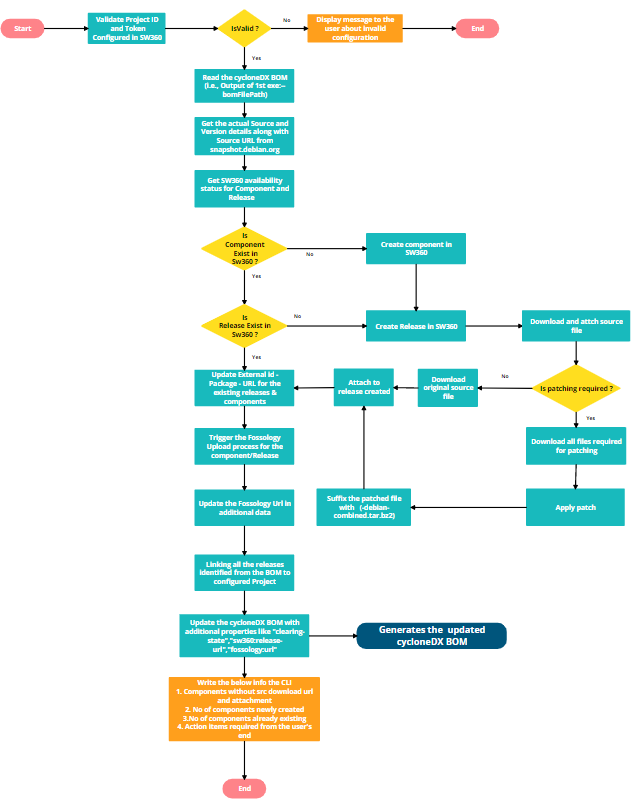 Start
Validate Project ID
and Token
Configured in SW360
IsValid ?
No
Display message to the
user about invalid
configuration
End
Yes
Read the cycloneDX BOM
(i.e., Output of 1st exe:--
bomFilePath)
Get the actual Source and
Version details along with
Source URL from
snapshot.debian.org
Get SW360 availability
status for Component and
Release
Is
Component
Exist in
Sw360 ?
No
Create component in
SW360
Yes
Is
Release Exist in
Sw360 ?
No
Create Release in SW360
Download and attch source
file
Yes
Update External Id -
Package - URL for the
existing releases &
components
Attach to
release created
Download
original source
file
No
Is patching required ?
Yes
Trigger the Fossology
Upload process for the
component/Release
Download all files required
for patching
Update the Fossology Url in
additional data
Suffix the patched file
with (-debian-
combined.tar.bz2)
Apply patch
Linking all the releases
identified from the BOM to
configured Project
Update the cycloneDX BOM with
additional properties like "clearing-
state","sw360:release-
url","fossology:url"
Generates the updated
cycloneDX BOM
Write the below info the CLI
1. Components without src download url
and attachment
2. No of components newly created
3.No of components already existing
4. Action items required from the user's
end
End